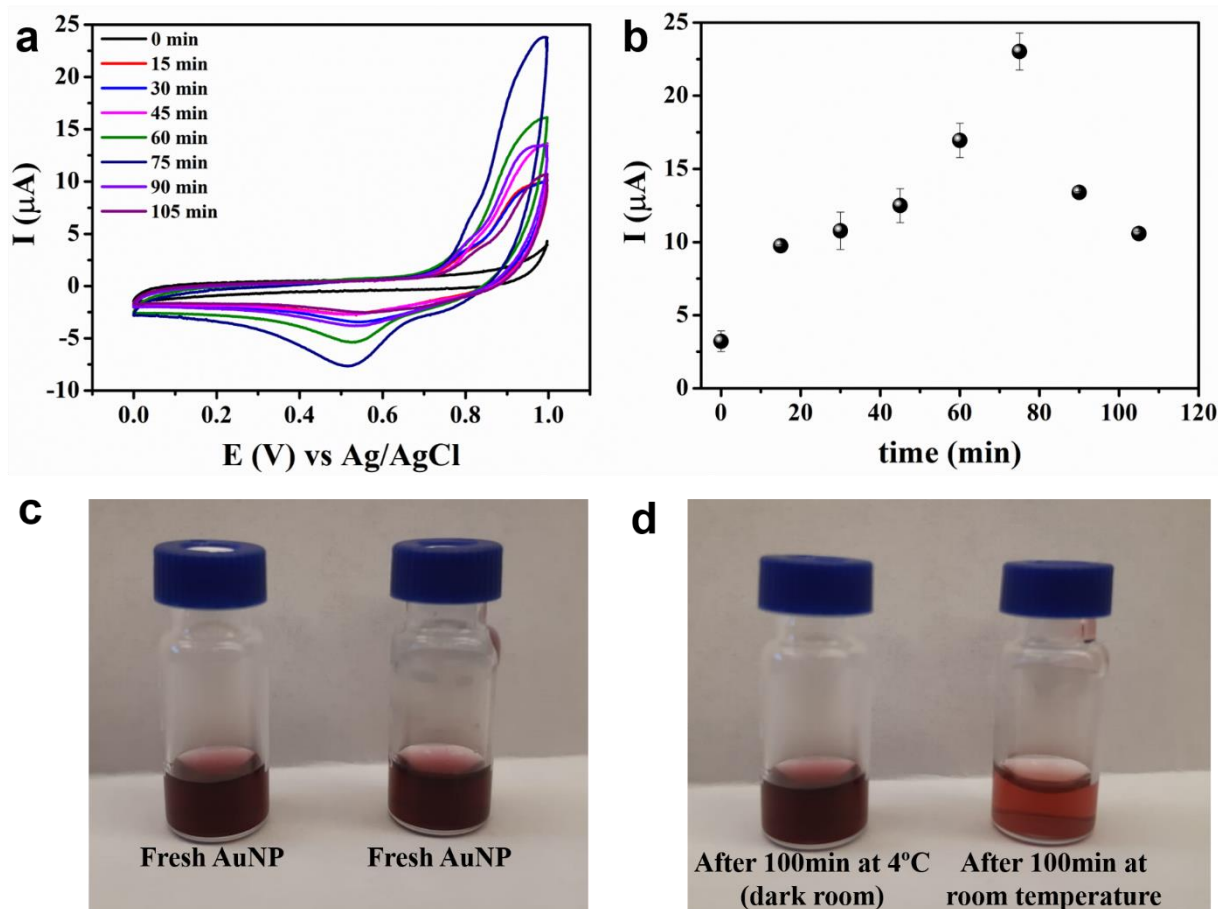 a
25
20
15
10
5
0
-5
-10
I (μA)
0 min
15 min
30 min
45 min
60 min
75 min
90 min
105 min
0.0 0.2 0.4 0.6 0.8 1.0
E (V) vs Ag/AgCl
b
25
20
15
10
5
0
I (μA)
0 20 40 60 80 100 120
time (min)
c
Fresh AuNP
Fresh AuNP
d
After 100min at 4ºC
(dark room)
After 100min at
room temperature